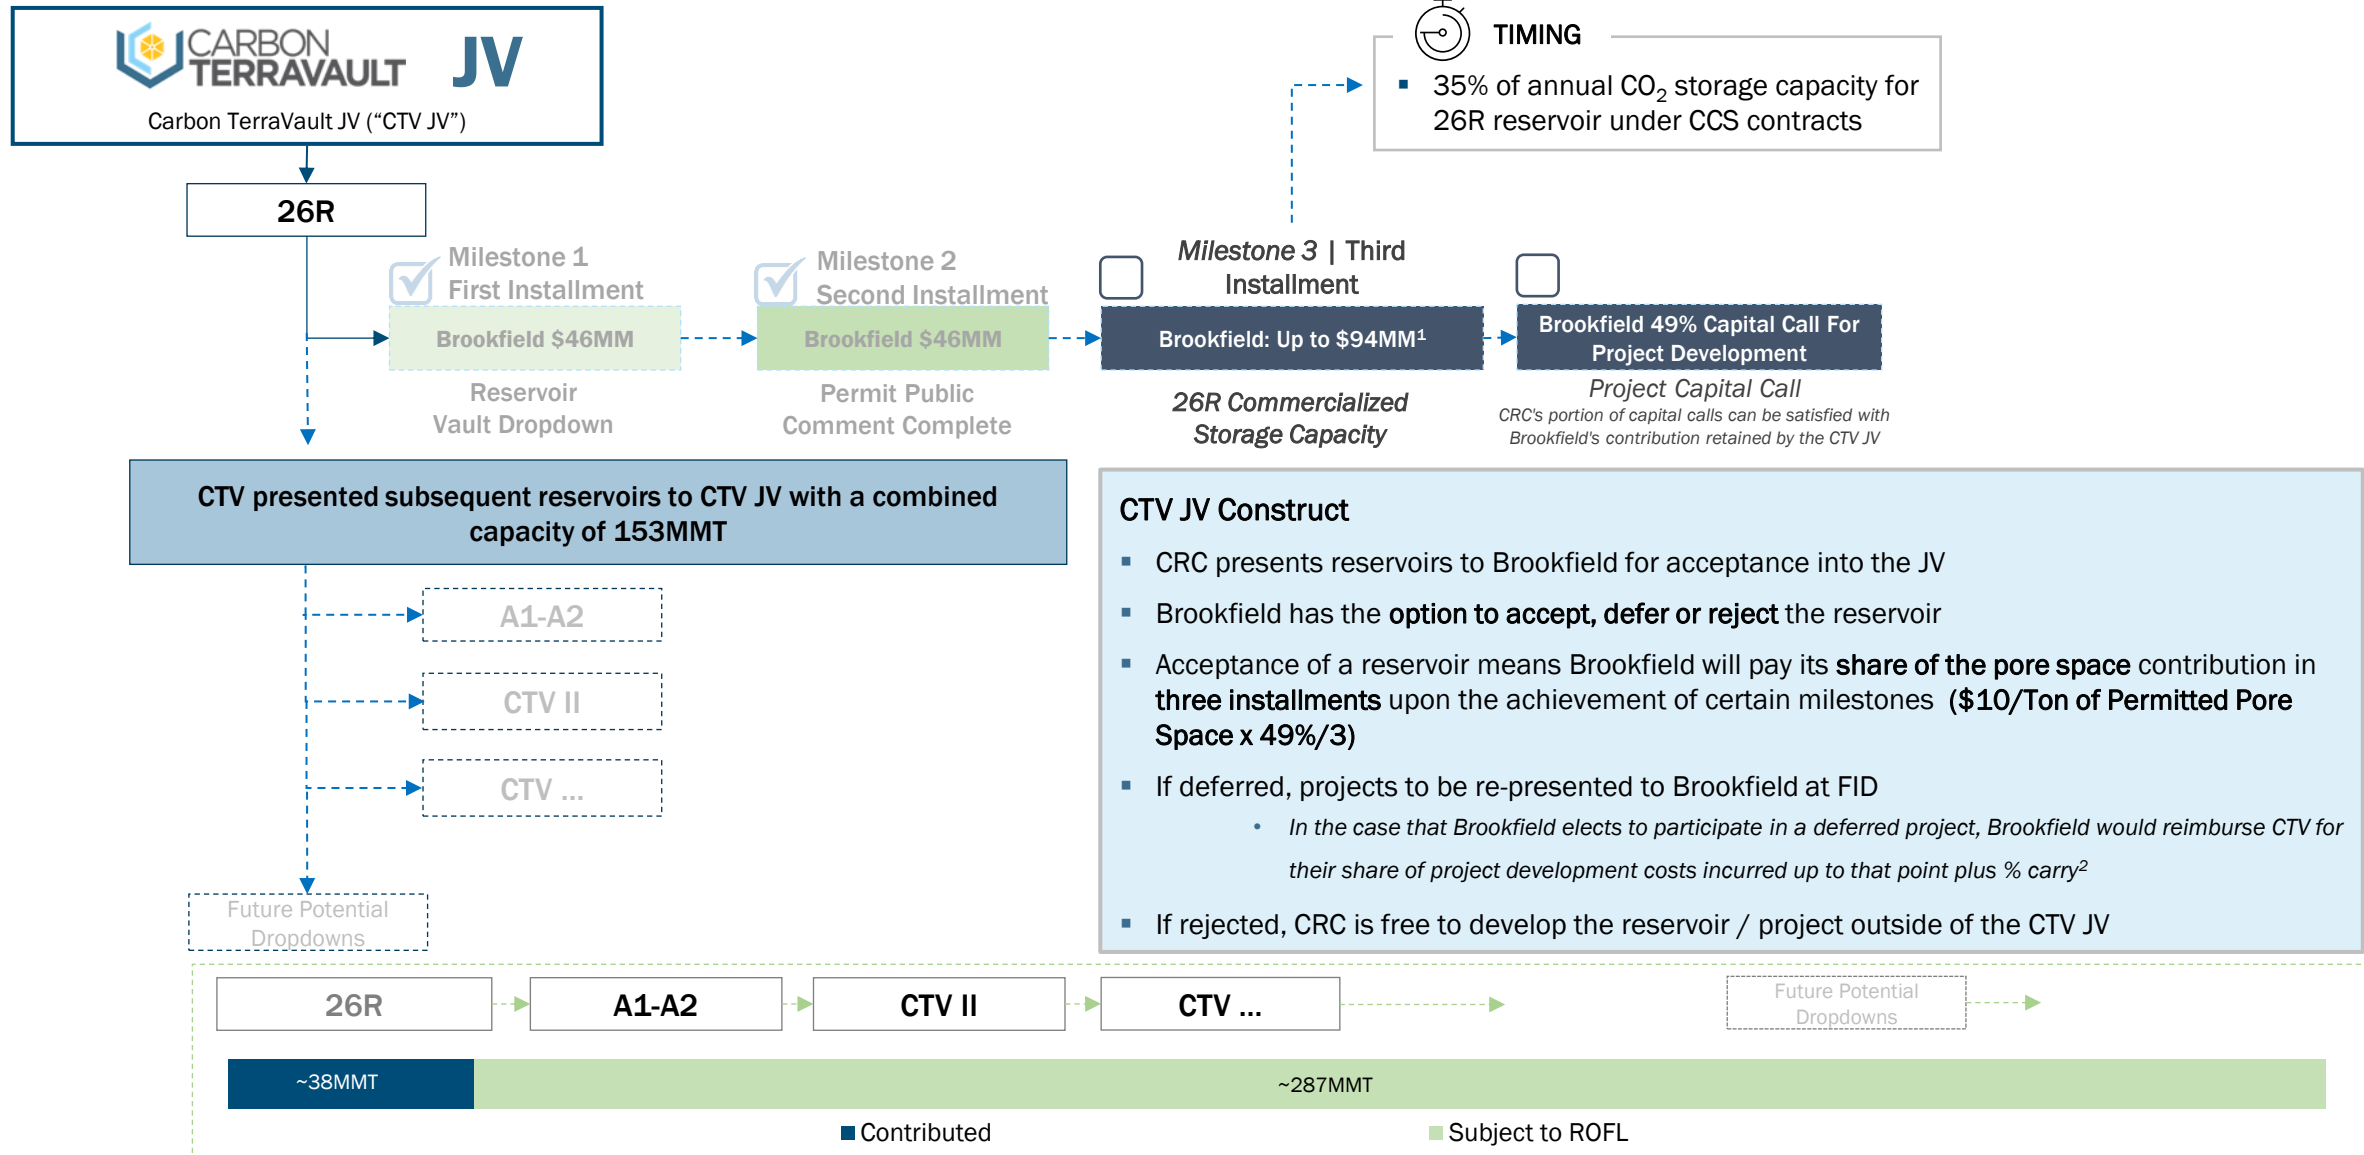 CARBON
TERRAVAULT JV
Carbon TerraVault JV (“CTV JV”)
TIMING
▪ 35% of annual CO₂ storage capacity for
26R reservoir under CCS contracts
26R
Milestone 1
First Installment
Brookfield $46MM
Reservoir
Vault Dropdown
Milestone 2
Second Installment
Brookfield $46MM
Permit Public
Comment Complete
Milestone 3 | Third
Installment
Brookfield: Up to $94MM¹
26R Commercialized
Storage Capacity
Brookfield 49% Capital Call For
Project Development
Project Capital Call
CRC's portion of capital calls can be satisfied with
Brookfield's contribution retained by the CTV JV
CTV presented subsequent reservoirs to CTV JV with a combined
capacity of 153MMT
A1-A2
CTV II
CTV ...
Future Potential
Dropdowns
CTV JV Construct
▪ CRC presents reservoirs to Brookfield for acceptance into the JV
▪ Brookfield has the option to accept, defer or reject the reservoir
▪ Acceptance of a reservoir means Brookfield will pay its share of the pore space contribution in
three installments upon the achievement of certain milestones ($10/Ton of Permitted Pore
Space x 49%/3)
▪ If deferred, projects to be re-presented to Brookfield at FID
• In the case that Brookfield elects to participate in a deferred project, Brookfield would reimburse CTV for
their share of project development costs incurred up to that point plus % carry²
▪ If rejected, CRC is free to develop the reservoir / project outside of the CTV JV
26R
A1-A2
CTV II
CTV ...
Future Potential
Dropdowns
~38MMT
~287MMT
Contributed
Subject to ROFL